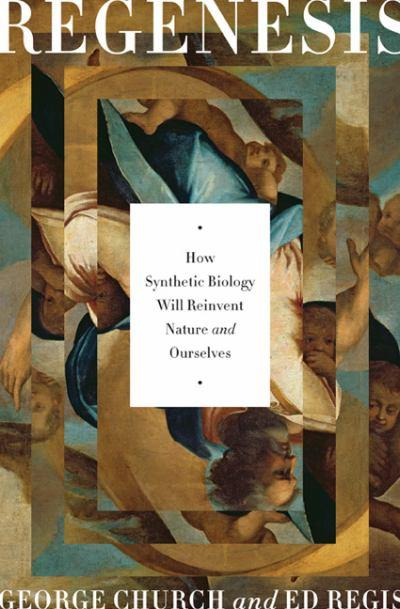 REGENESIS
How
Synthetic Biology
Will Reinvent
Nature and
Ourselves
GEORGE CHURCH and ED REGIS